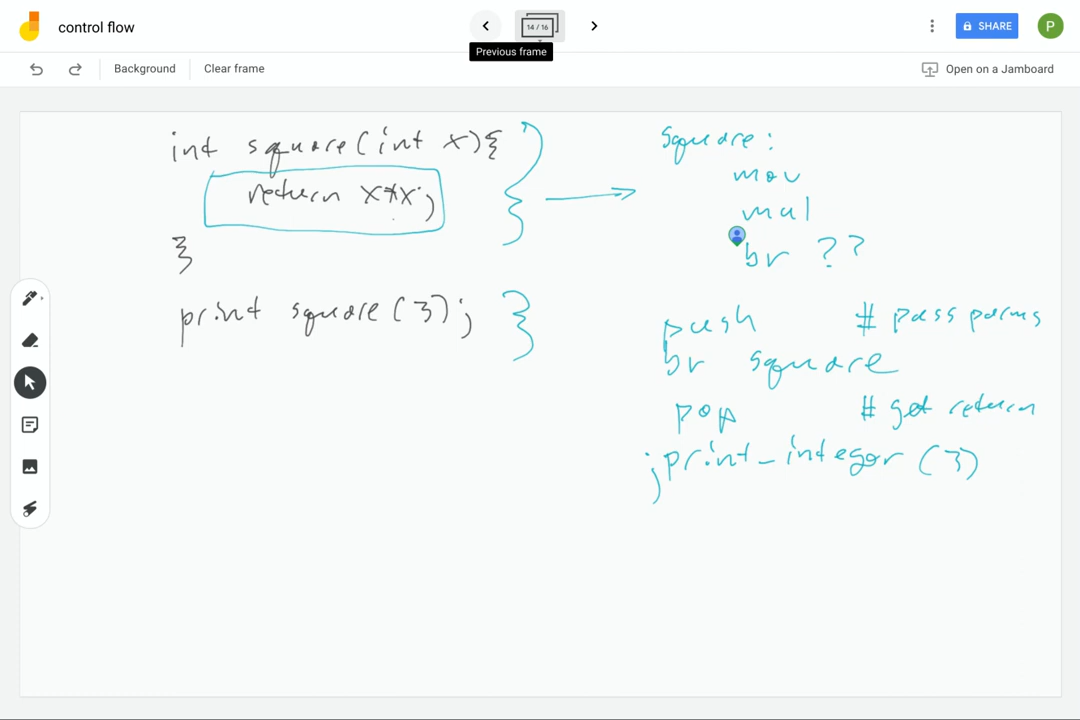 control flow
14 / 16
SHARE
P
Previous frame
Background
Clear frame
Open on a Jamboard
int square(int x){
return x*x;
}
print square(3);
square:
mov
mul
br ??
push # pass parms
br square
pop # get return
;print_integer(3)